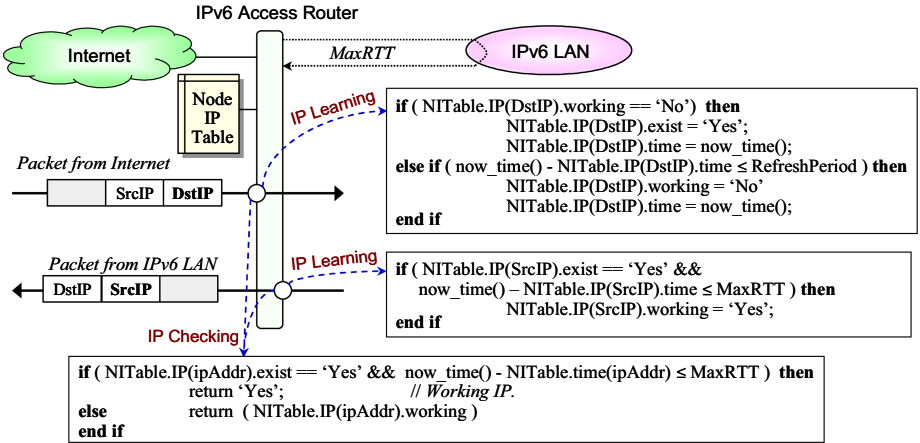 IPv6 Access Router
Internet
MaxRTT
IPv6 LAN
Node
IP
Table
IP Learning
if ( NITable.IP(DstIP).working == ‘No’) then
NITable.IP(DstIP).exist = ‘Yes’;
NITable.IP(DstIP).time = now_time();
else if ( now_time() - NITable.IP(DstIP).time ≤ RefreshPeriod ) then
NITable.IP(DstIP).working = ‘No’
NITable.IP(DstIP).time = now_time();
end if
Packet from Internet
SrcIP DstIP
Packet from IPv6 LAN
DstIP SrcIP
IP Learning
if ( NITable.IP(SrcIP).exist == ‘Yes’ &&
now_time() – NITable.IP(SrcIP).time ≤ MaxRTT ) then
NITable.IP(SrcIP).working = ‘Yes’;
end if
IP Checking
if ( NITable.IP(ipAddr).exist == ‘Yes’ && now_time() - NITable.time(ipAddr) ≤ MaxRTT ) then
return ‘Yes’; // Working IP.
else return ( NITable.IP(ipAddr).working )
end if